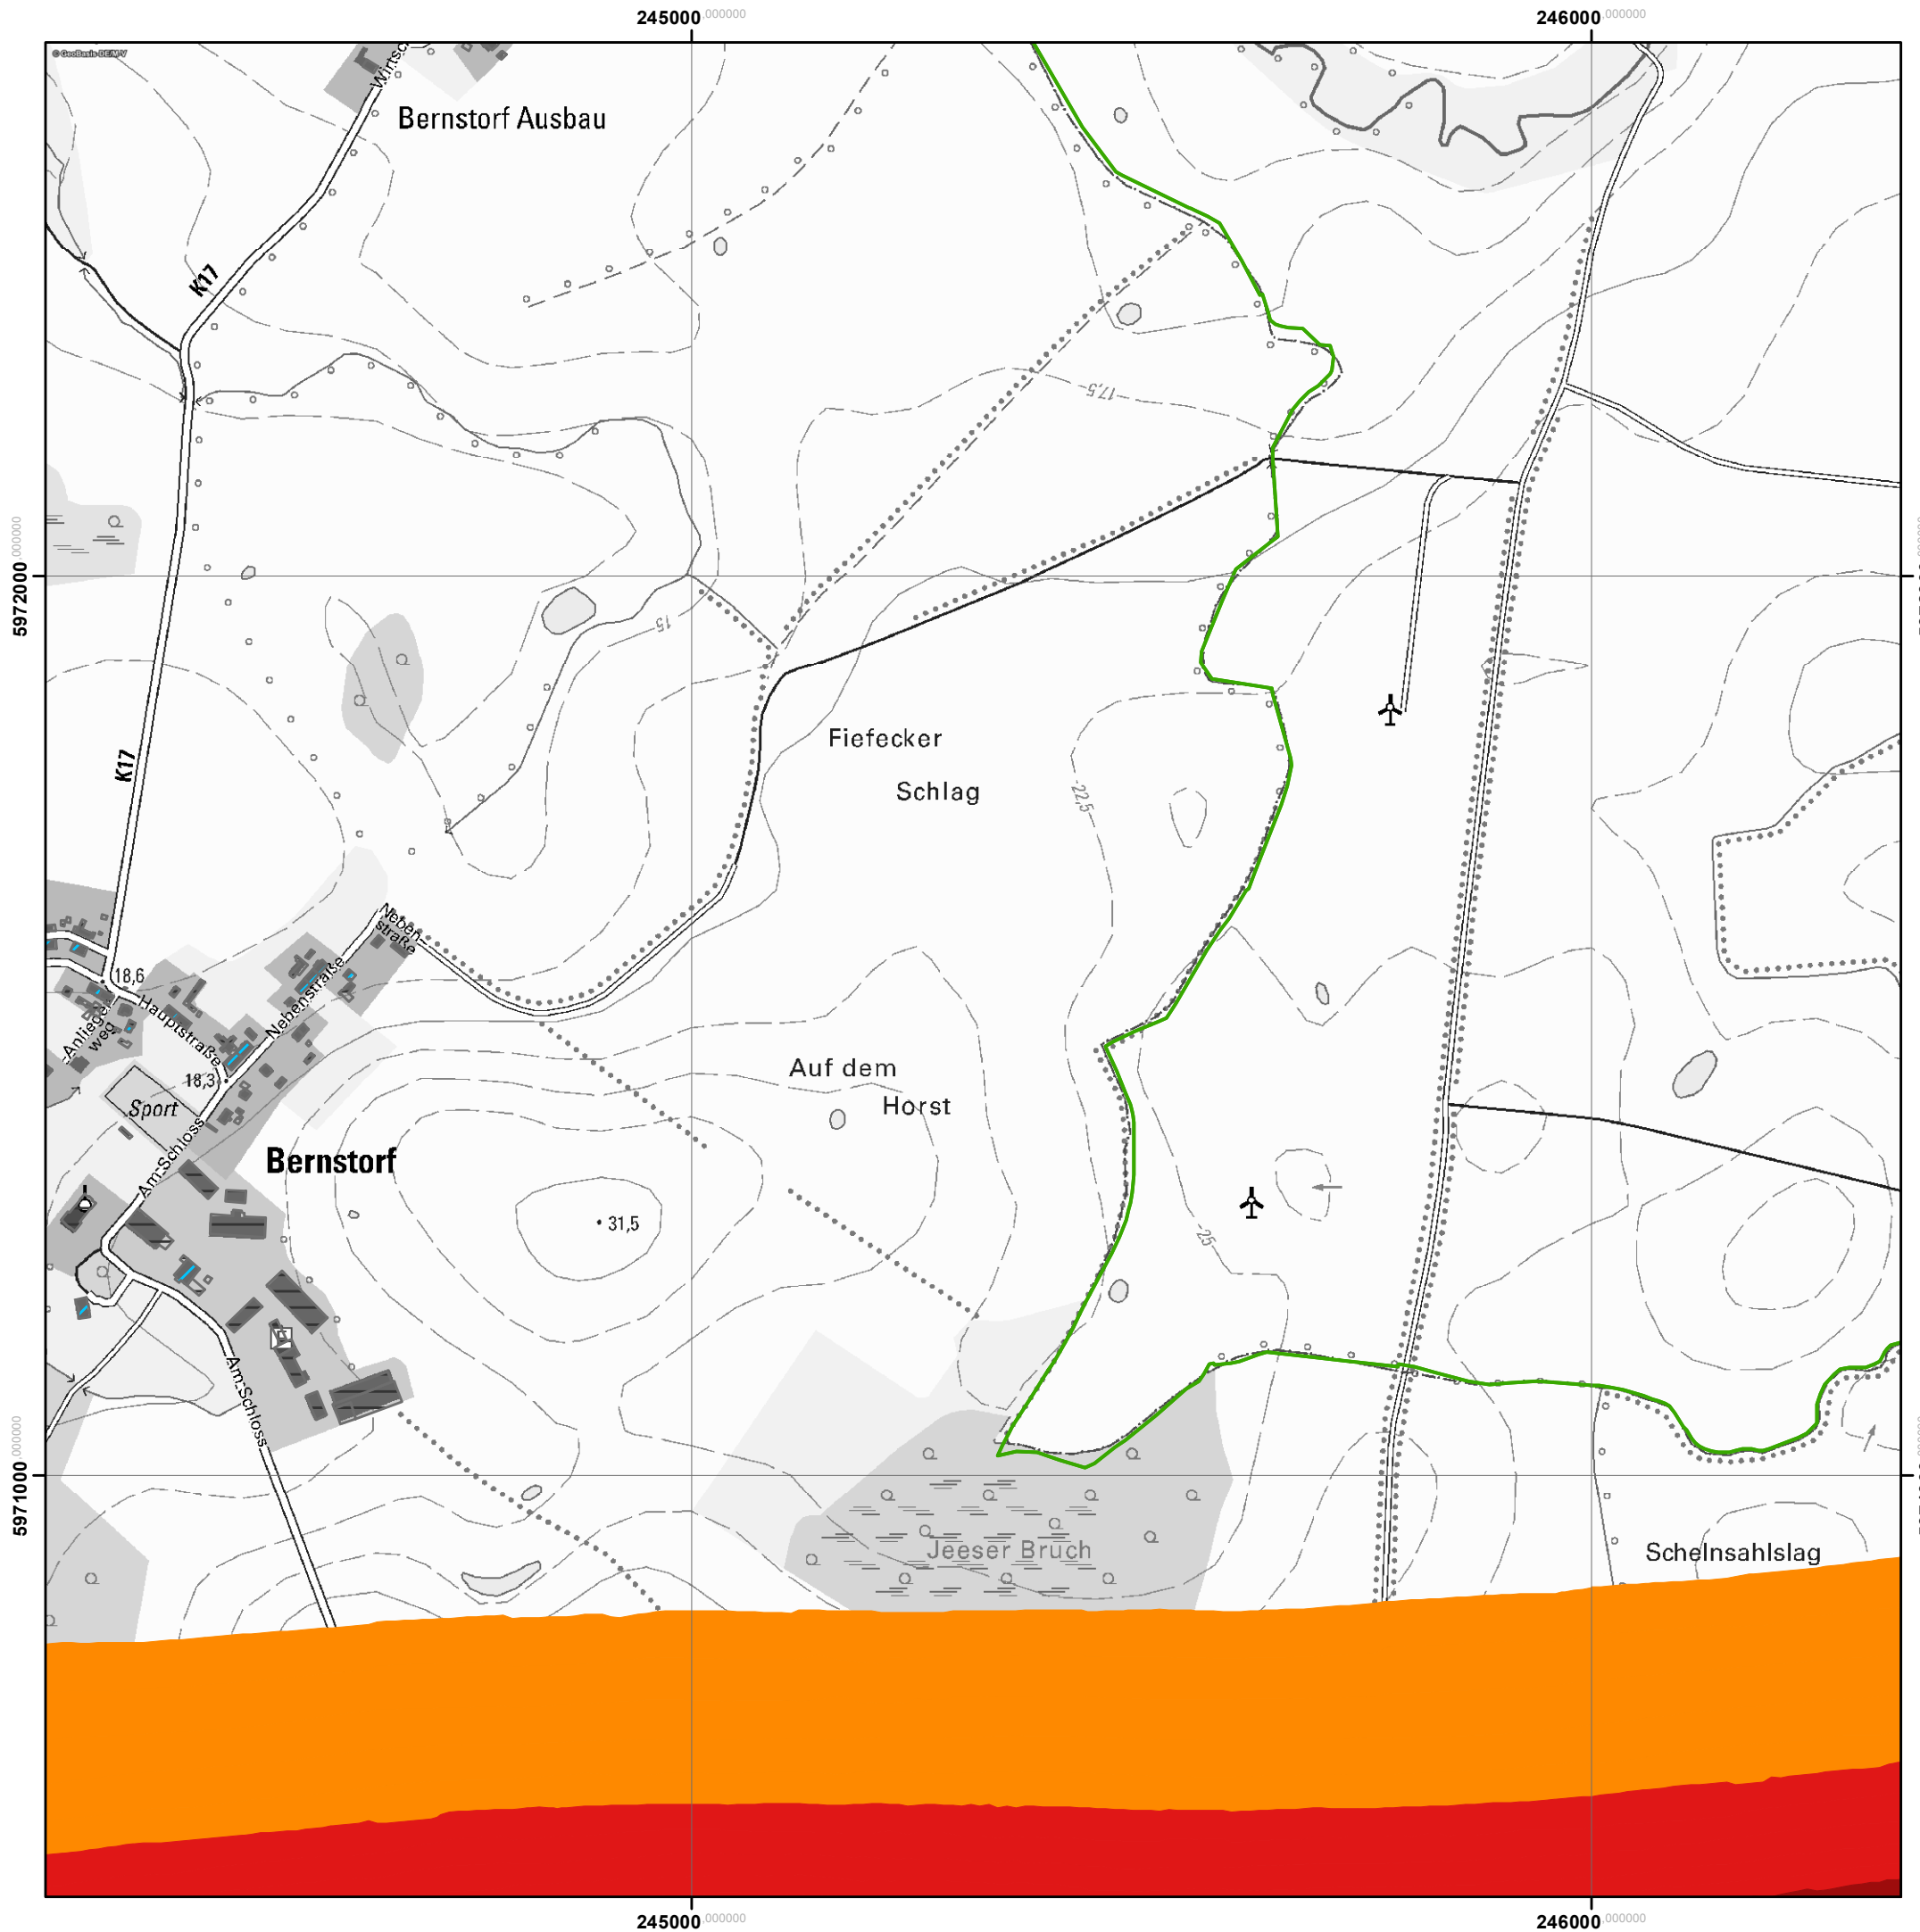 245000.000000 246000.000000
© GeoBasis-DE/M-V
Wirtsc
Bernstorf Ausbau
K17
17,5
5972000.000000
15
K17
Fiefecker
Schlag
22,5
Neben-
straße
18,6
Nebenstraße
Hauptstraße
Anlieger-
weg
18,3
Auf dem
Horst
Sport
Am-Schloss
Bernstorf
31,5
25
Am-Schloss
5971000.000000
Jeeser Bruch
Schelnsahlslag
245000.000000 246000.000000